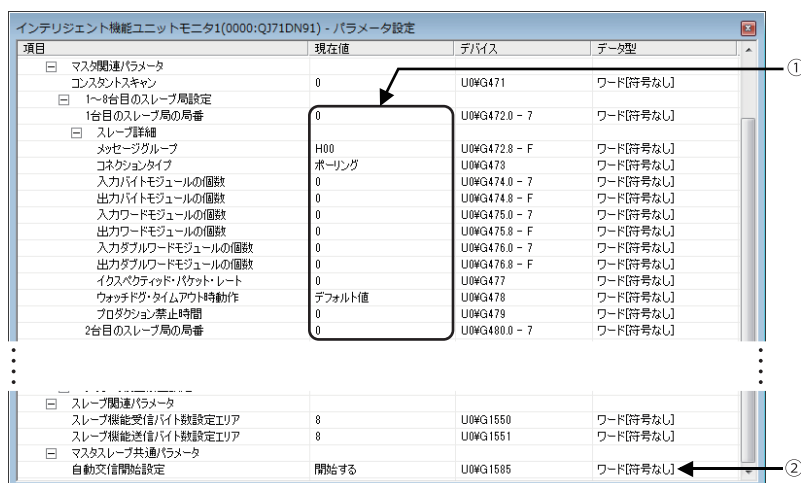 インテリジェント機能ユニットモニタ1(0000:QJ71DN91) - パラメータ設定
項目 現在値 デバイス データ型
マスタ関連パラメータ
コンスタントスキャン 0 U0¥G471 ワード[符号なし]
1～8台目のスレーブ局設定
1台目のスレーブ局の局番 0 U0¥G472.0 - 7 ワード[符号なし]
スレーブ詳細
メッセージグループ H00 U0¥G472.8 - F ワード[符号なし]
コネクションタイプ ポーリング U0¥G473 ワード[符号なし]
入力バイトモジュールの個数 0 U0¥G474.0 - 7 ワード[符号なし]
出力バイトモジュールの個数 0 U0¥G474.8 - F ワード[符号なし]
入力ワードモジュールの個数 0 U0¥G475.0 - 7 ワード[符号なし]
出力ワードモジュールの個数 0 U0¥G475.8 - F ワード[符号なし]
入力ダブルワードモジュールの個数 0 U0¥G476.0 - 7 ワード[符号なし]
出力ダブルワードモジュールの個数 0 U0¥G476.8 - F ワード[符号なし]
イクスペクティッド・パケット・レート 0 U0¥G477 ワード[符号なし]
ウォッチドグ・タイムアウト時動作 デフォルト値 U0¥G478 ワード[符号なし]
プロダクション禁止時間 0 U0¥G479 ワード[符号なし]
2台目のスレーブ局の局番 0 U0¥G480.0 - 7 ワード[符号なし]
①
スレーブ関連パラメータ
スレーブ機能受信バイト数設定エリア 8 U0¥G1550 ワード[符号なし]
スレーブ機能送信バイト数設定エリア 8 U0¥G1551 ワード[符号なし]
マスタスレーブ共通パラメータ
自動交信開始設定 開始する U0¥G1585 ワード[符号なし]
②